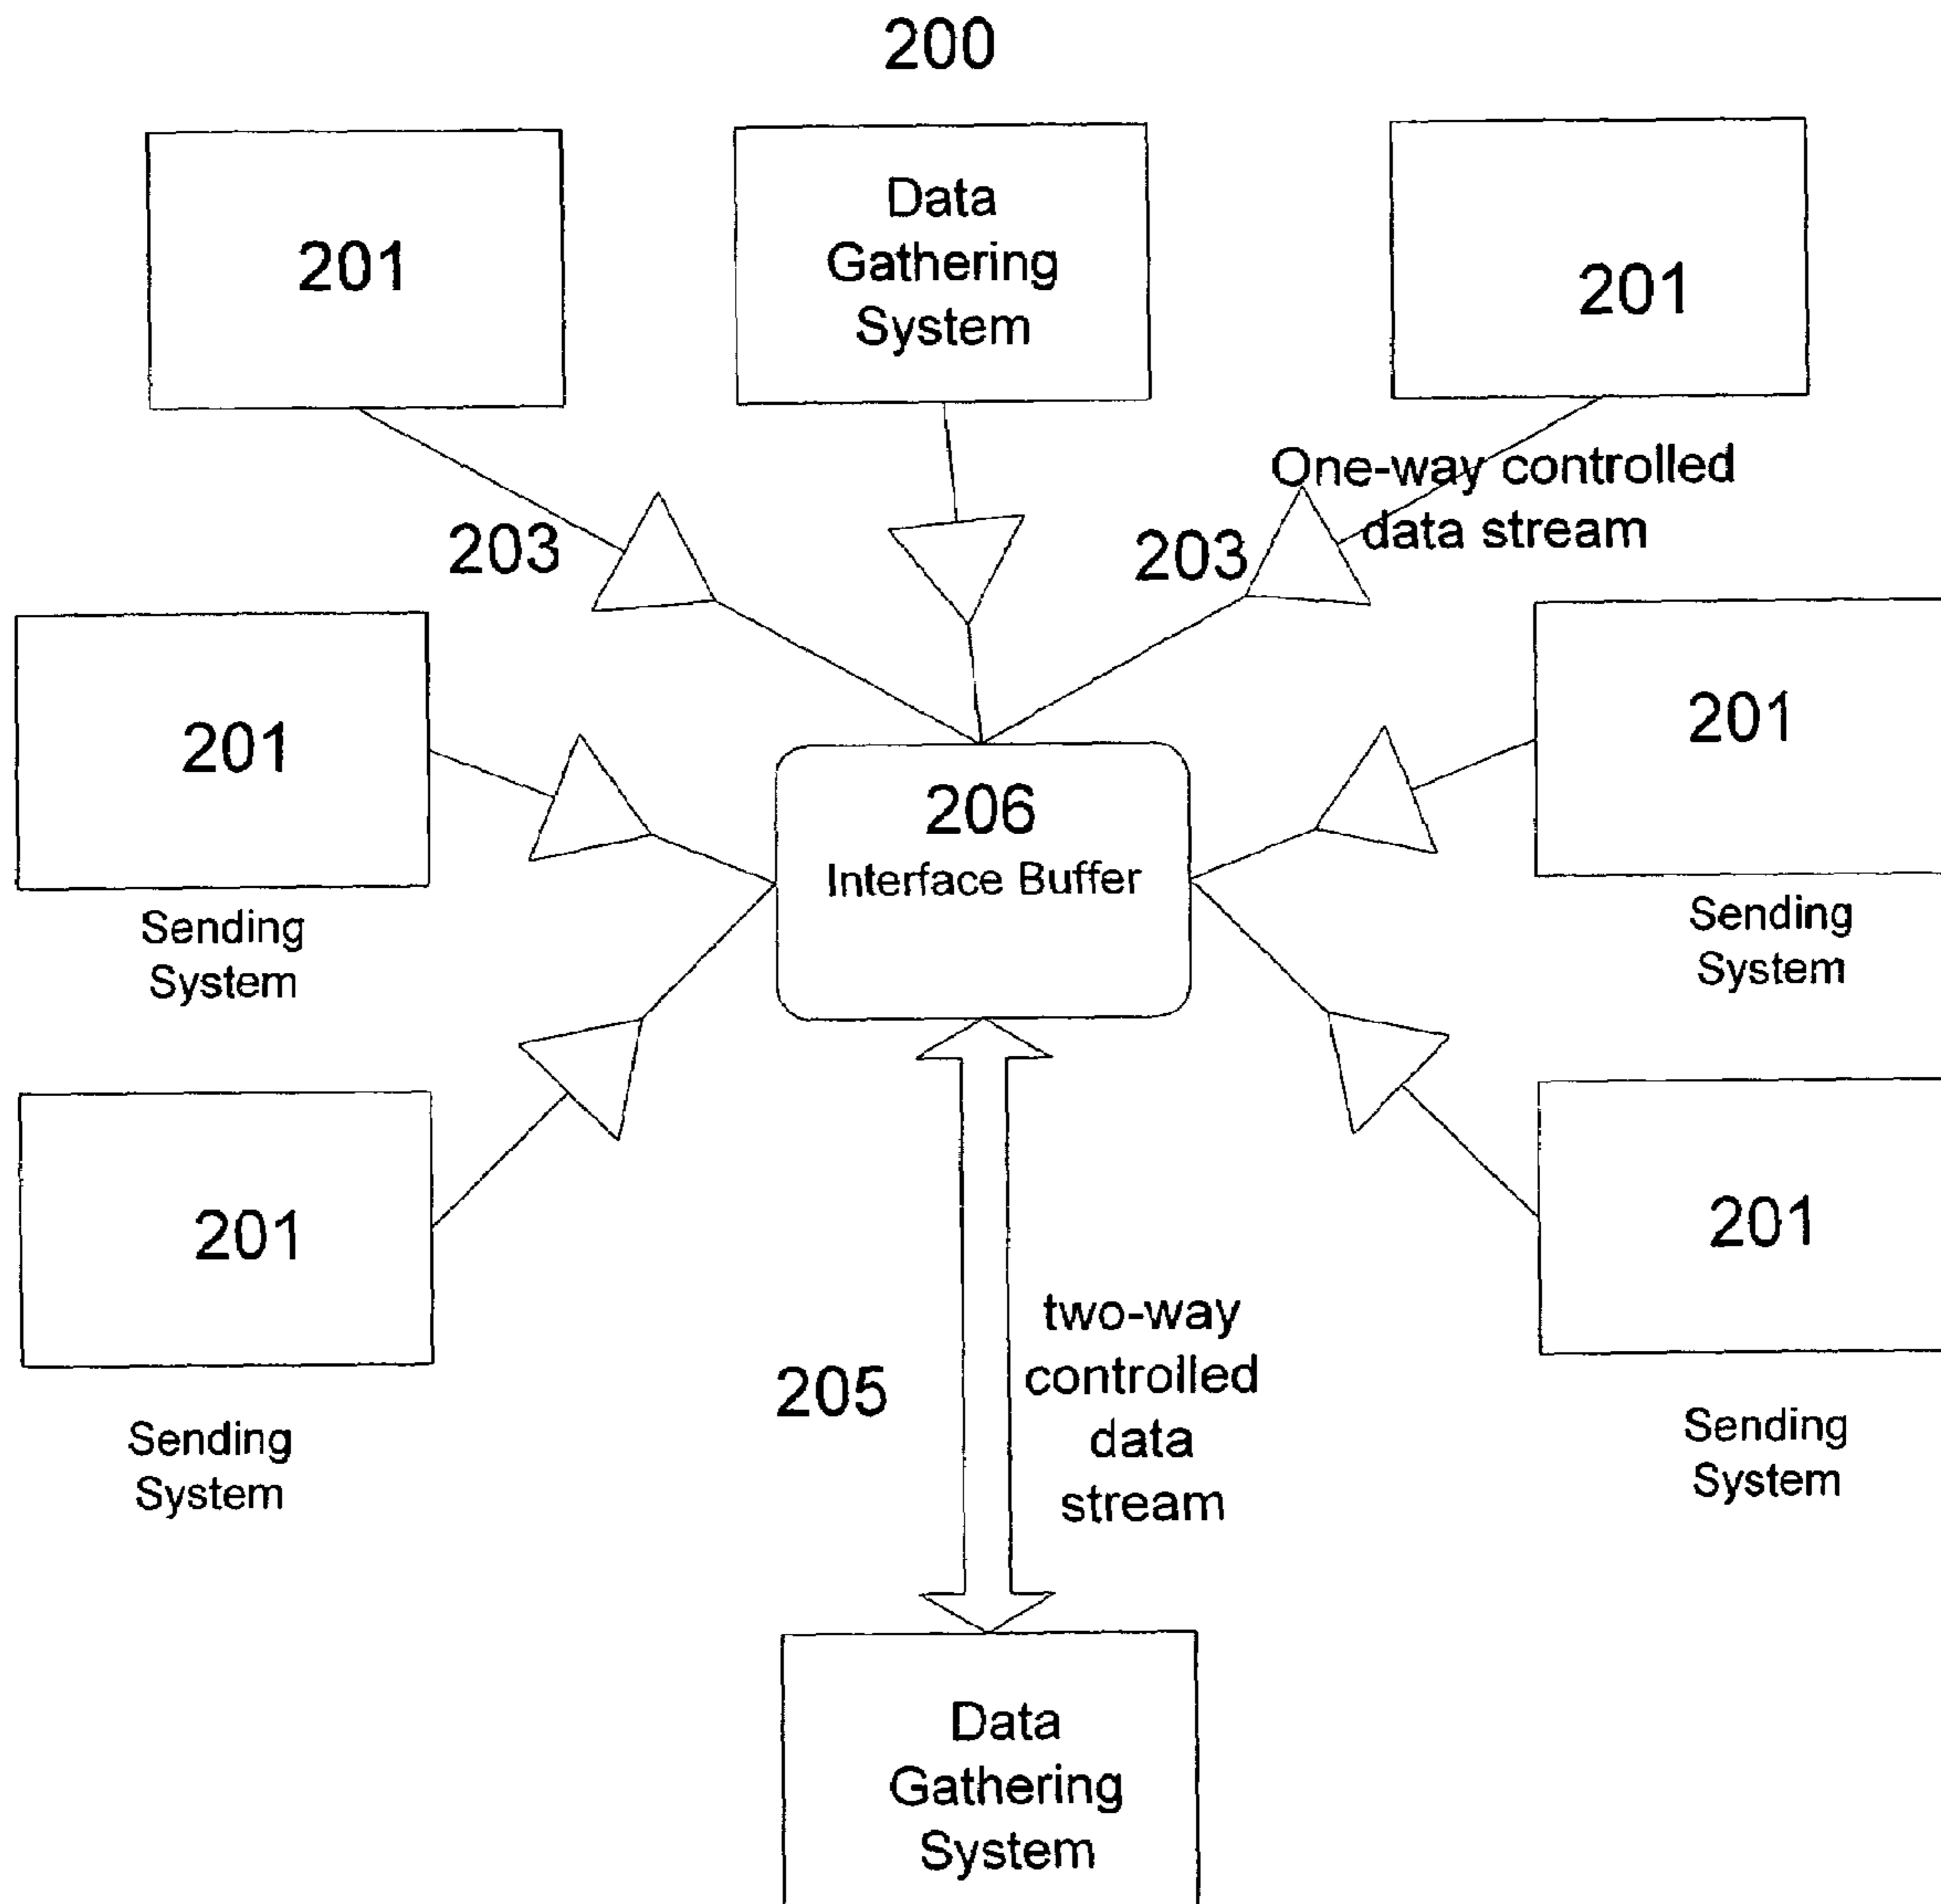 200
201
Data
Gathering
System
201
One-way controlled
data stream
203
203
201
206
Interface Buffer
201
Sending
System
Sending
System
201
201
two-way
controlled
data
stream
205
Sending
System
Sending
System
Data
Gathering
System